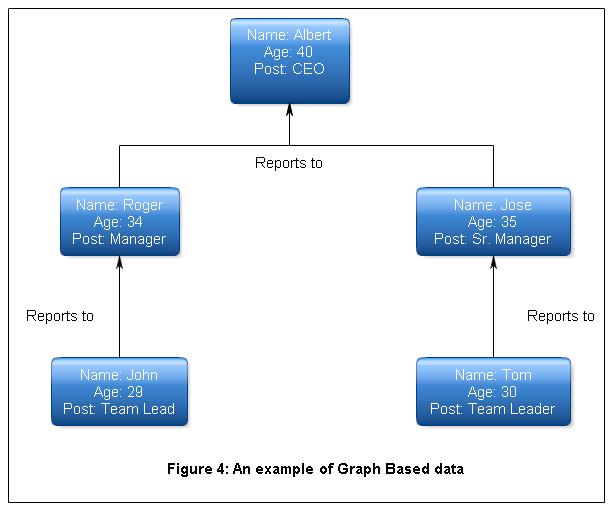 Name: Albert
Age: 40
Post: CEO
Reports to
Name: Roger
Age: 34
Post: Manager
Name: Jose
Age: 35
Post: Sr. Manager
Reports to
Reports to
Name: John
Age: 29
Post: Team Lead
Name: Tom
Age: 30
Post: Team Leader
Figure 4: An example of Graph Based data